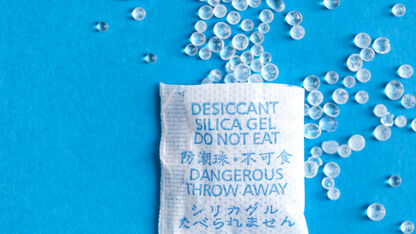 DESICCANT
SILICA GEL
DO NOT EAT
防潮珠·不可食
DANGEROUS
THROW AWAY
シリカゲル
たべられません